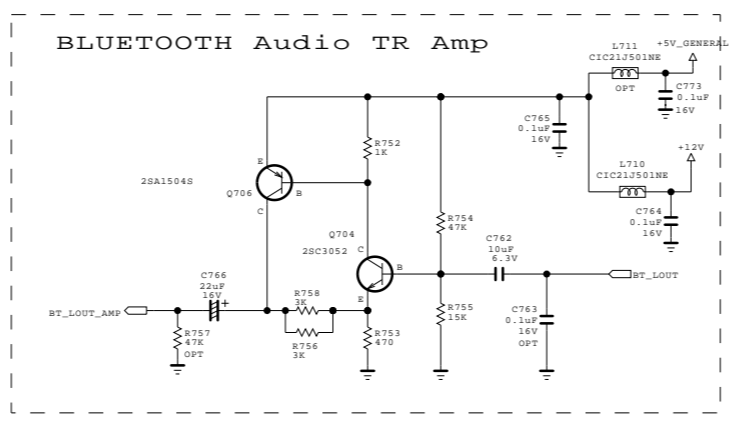 BLUETOOTH Audio TR Amp
L711
CIC21J501NE
+5V_GENERAL
OPT
C773
0.1uF
16V
C765
0.1uF
16V
+12V
L710
CIC21J501NE
C764
0.1uF
16V
R752
1K
2SA1504S
E
Q706
B
C
R754
47K
Q704
2SC3052
C
B
E
C762
10uF
6.3V
BT_LOUT
C766
22uF
16V
+
BT_LOUT_AMP
R757
47K
OPT
R758
3K
R756
3K
R753
470
R755
15K
C763
0.1uF
16V
OPT